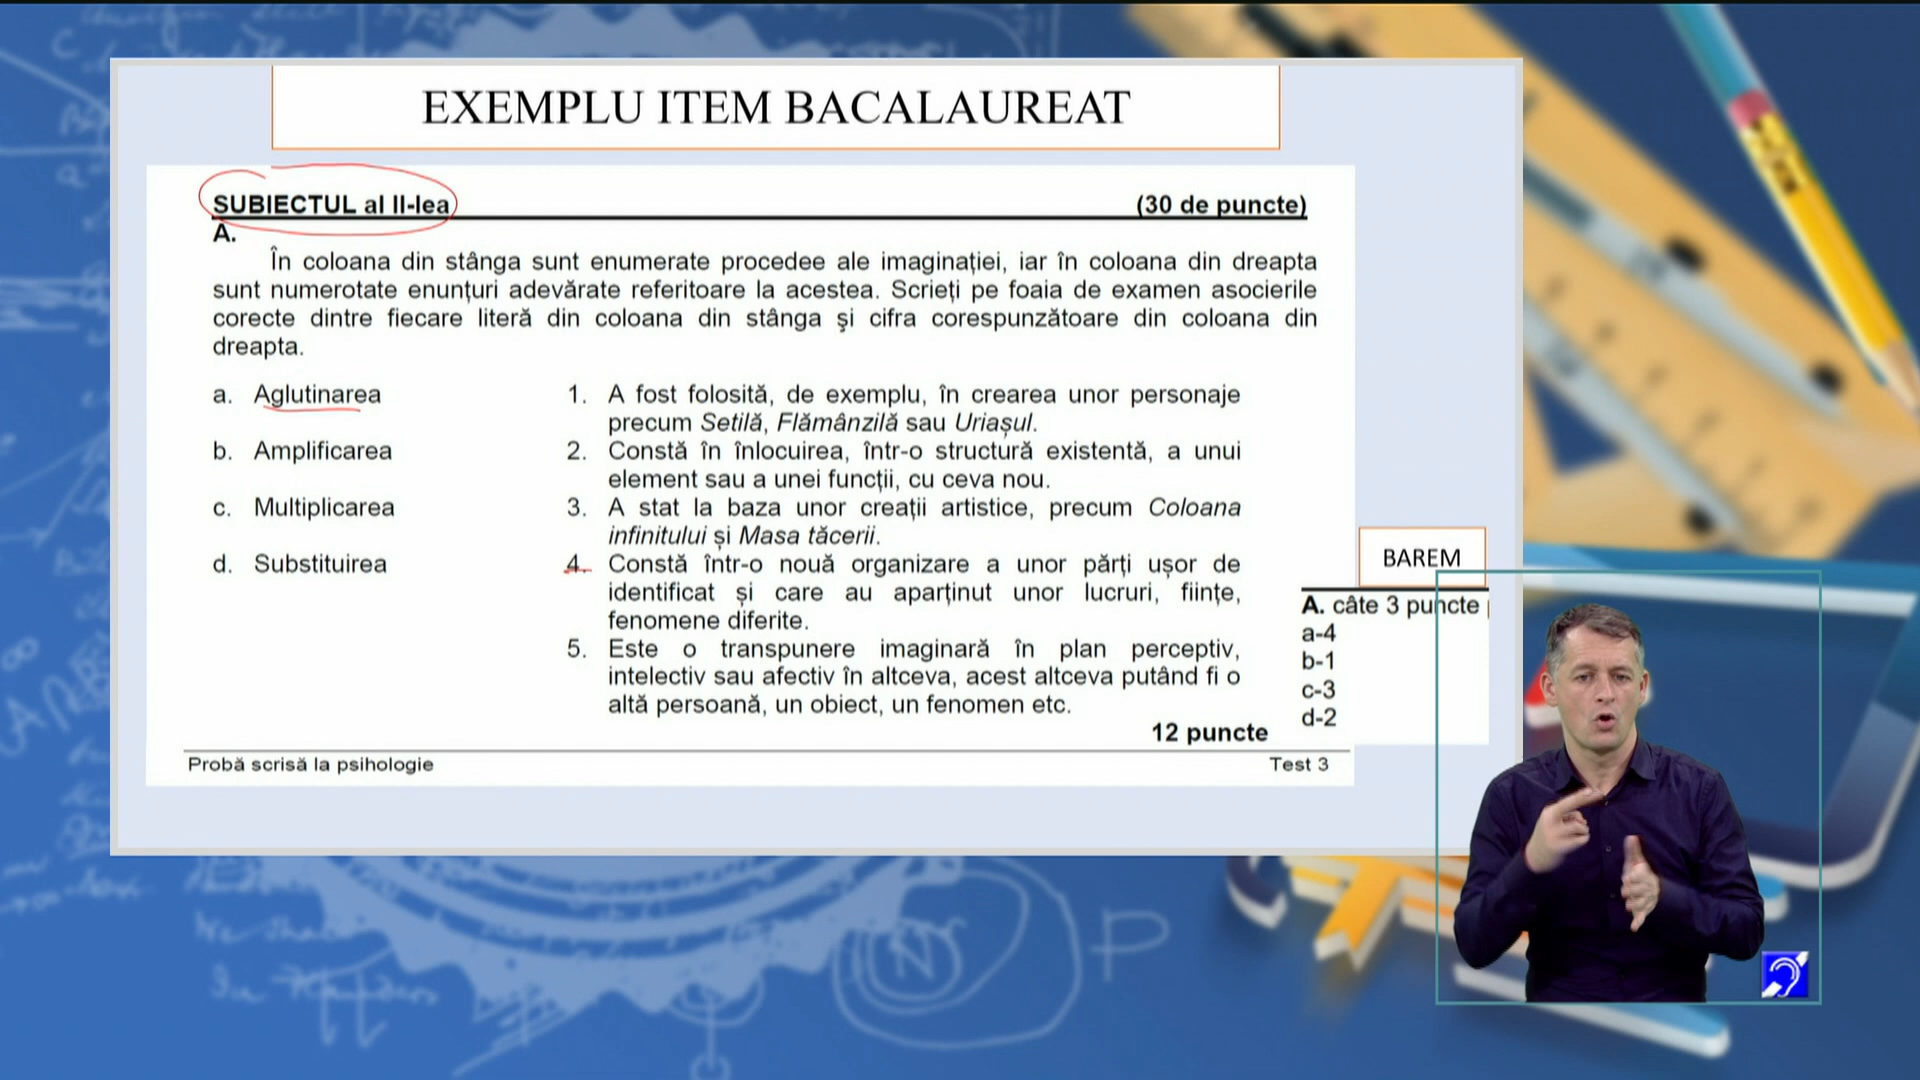 EXEMPLU ITEM BACALAUREAT
SUBIECTUL al II-lea (30 de puncte)
A.
În coloana din stânga sunt enumerate procedee ale imaginației, iar în coloana din dreapta
sunt numerotate enunțuri adevărate referitoare la acestea. Scrieți pe foaia de examen asocierile
corecte dintre fiecare literă din coloana din stânga şi cifra corespunzătoare din coloana din
dreapta.
a. Aglutinarea
b. Amplificarea
c. Multiplicarea
d. Substituirea
1. A fost folosită, de exemplu, în crearea unor personaje
precum Setilă, Flămânzilă sau Uriașul.
2. Constă în înlocuirea, într-o structură existentă, a unui
element sau a unei funcții, cu ceva nou.
3. A stat la baza unor creații artistice, precum Coloana
infinitului și Masa tăcerii.
4. Constă într-o nouă organizare a unor părți ușor de
identificat și care au aparținut unor lucruri, ființe,
fenomene diferite.
5. Este o transpunere imaginară în plan perceptiv,
intelectiv sau afectiv în altceva, acest altceva putând fi o
altă persoană, un obiect, un fenomen etc.
12 puncte
Probă scrisă la psihologie Test 3
BAREM
A. câte 3 puncte
a-4
b-1
c-3
d-2
N
P